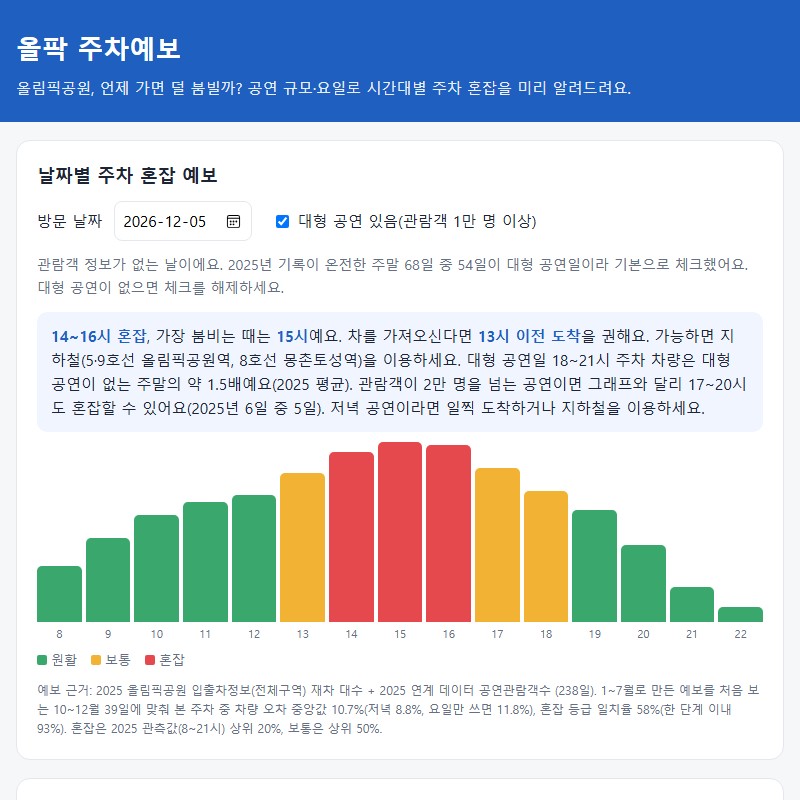 올팍 주차예보
올림픽공원, 언제 가면 덜 붐빌까? 공연 규모·요일로 시간대별 주차 혼잡을 미리 알려드려요.
날짜별 주차 혼잡 예보
방문 날짜 2026-12-05 대형 공연 있음(관람객 1만 명 이상)
관람객 정보가 없는 날이에요. 2025년 기록이 온전한 주말 68일 중 54일이 대형 공연일이라 기본으로 체크했어요.
대형 공연이 없으면 체크를 해제하세요.
14~16시 혼잡, 가장 붐비는 때는 15시예요. 차를 가져오신다면 13시 이전 도착을 권해요. 가능하면 지
하철(5·9호선 올림픽공원역, 8호선 몽촌토성역)을 이용하세요. 대형 공연일 18~21시 주차 차량은 대형
공연이 없는 주말의 약 1.5배예요(2025 평균). 관람객이 2만 명을 넘는 공연이면 그래프와 달리 17~20시
도 혼잡할 수 있어요(2025년 6일 중 5일). 저녁 공연이라면 일찍 도착하거나 지하철을 이용하세요.
8 9 10 11 12 13 14 15 16 17 18 19 20 21 22
원활 보통 혼잡
예보 근거: 2025 올림픽공원 입출차정보(전체구역) 재차 대수 + 2025 연계 데이터 공연관람객수 (238일). 1~7월로 만든 예보를 처음 보
는 10~12월 39일에 맞춰 본 주차 중 차량 오차 중앙값 10.7%(저녁 8.8%, 요일만 쓰면 11.8%), 혼잡 등급 일치율 58%(한 단계 이내
93%). 혼잡은 2025 관측값(8~21시) 상위 20%, 보통은 상위 50%.